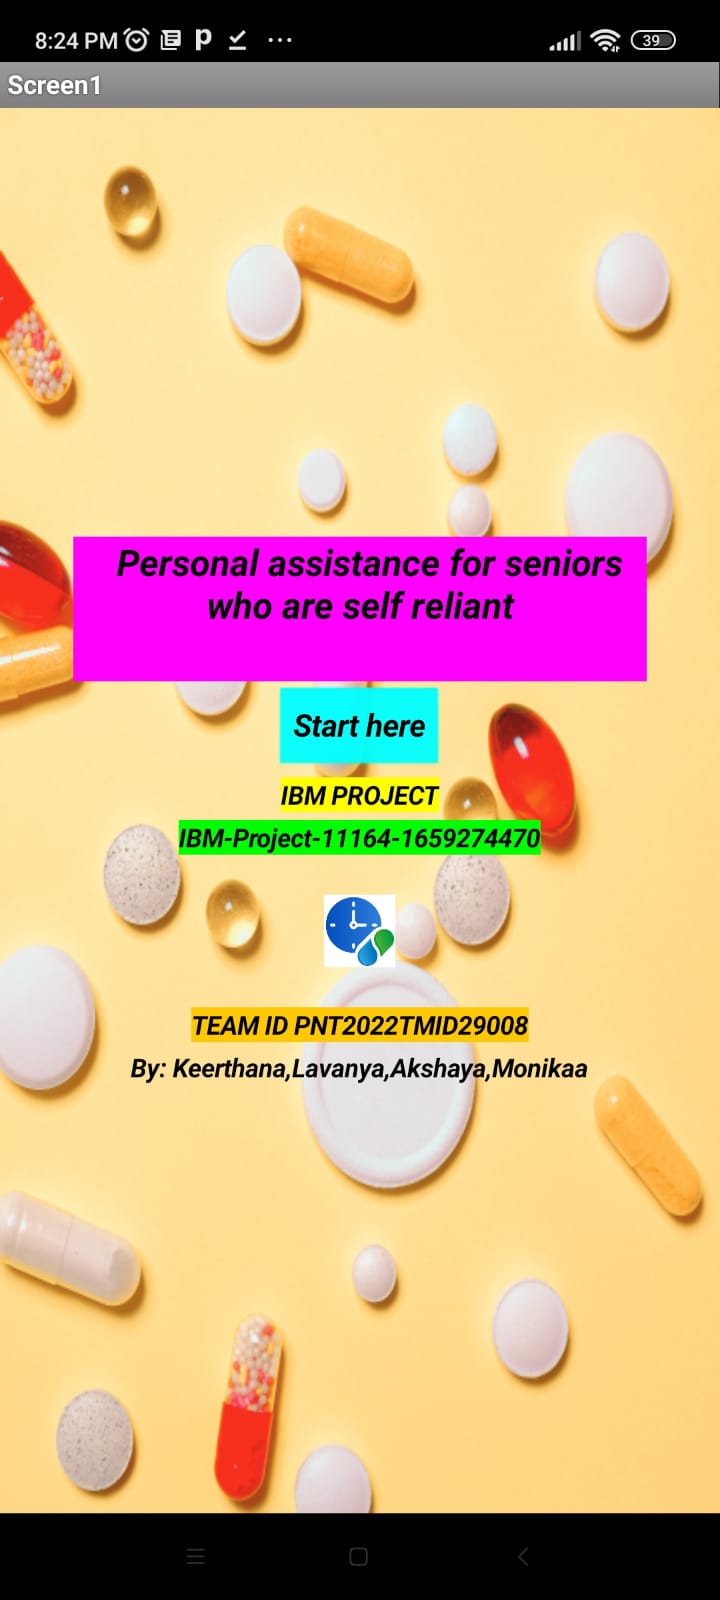 8:24 PM
39
Screen1
Personal assistance for seniors
who are self reliant
Start here
IBM PROJECT
IBM-Project-11164-1659274470
TEAM ID PNT2022TMID29008
By: Keerthana,Lavanya,Akshaya,Monikaa